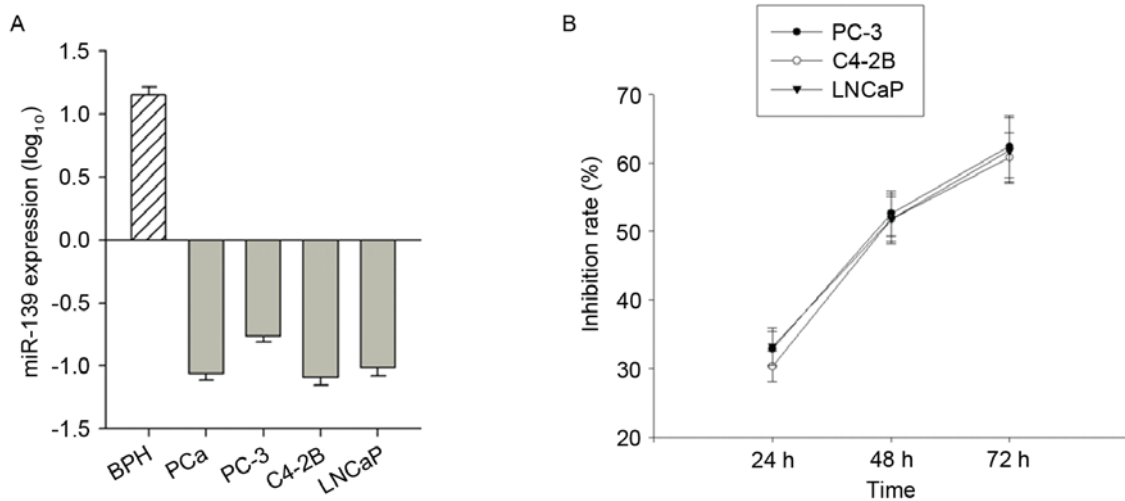 A
miR-139 expression (log10)
1.5
1.0
0.5
0.0
-0.5
-1.0
-1.5
BPH
PCa
PC-3
C4-2B
LNCaP
B
PC-3
C4-2B
LNCaP
Inhibition rate (%)
70
60
50
40
30
20
24 h
48 h
72 h
Time